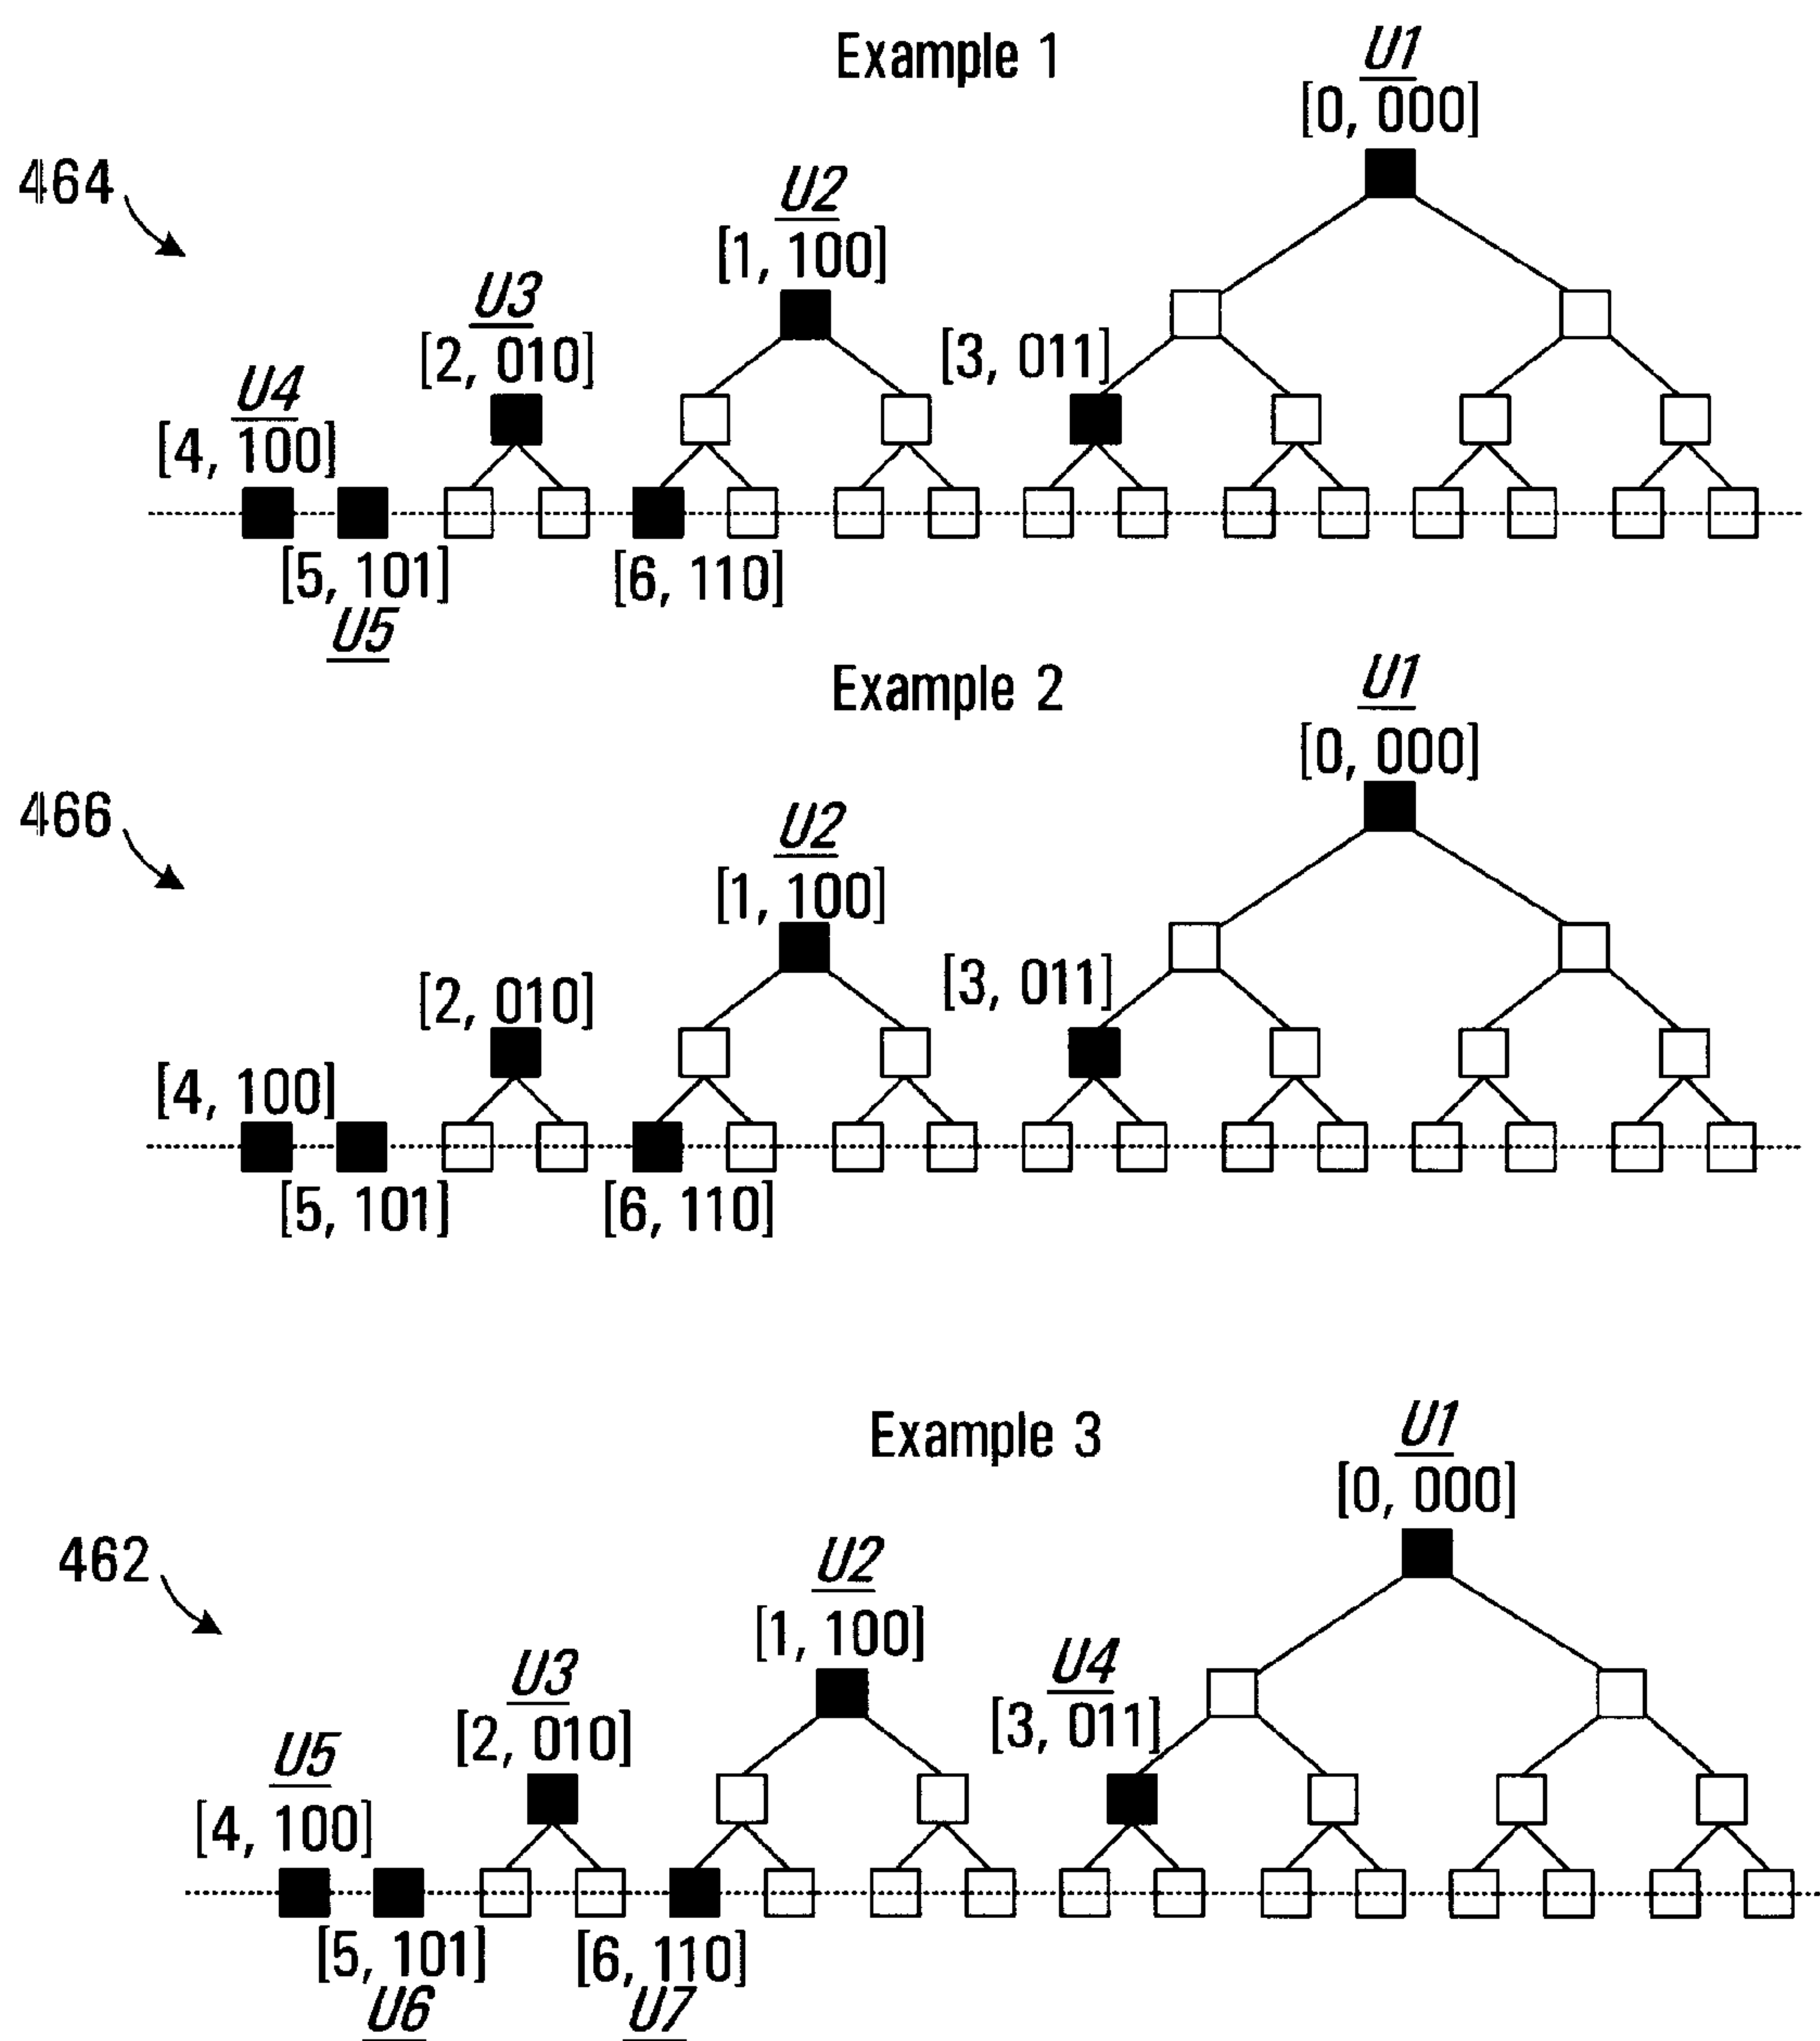 Example 1
U1
[0, 000]
464
U2
[1, 100]
U3
[2, 010]
[3, 011]
U4
[4, 100]
[5, 101]
[6, 110]
U5
Example 2
U1
[0, 000]
466
U2
[1, 100]
[2, 010]
[3, 011]
[4, 100]
[5, 101]
[6, 110]
Example 3
U1
[0, 000]
462
U2
[1, 100]
U3
[2, 010]
U4
[3, 011]
U5
[4, 100]
[5, 101]
[6, 110]
U6
U7